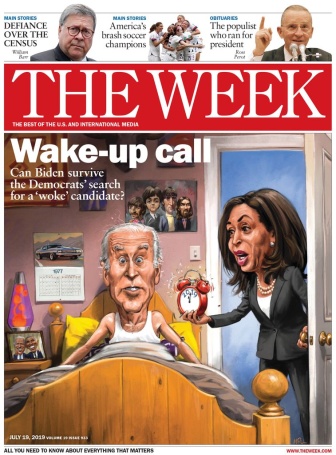 MAIN STORIES
DEFIANCE
OVER THE
CENSUS
William
Barr
MAIN STORIES
America's
brash soccer
champions
OBITUARIES
The populist
who ran for
president
Ross
Perot
THE WEEK
THE BEST OF THE U.S. AND INTERNATIONAL MEDIA
Wake-up call
Can Biden survive
the Democrats' search
for a 'woke' candidate?
1977
JULY 19, 2019 VOLUME 19 ISSUE
ALL YOU NEED TO KNOW ABOUT EVERYTHING THAT MATTERS
WWW.THEWEEK.COM